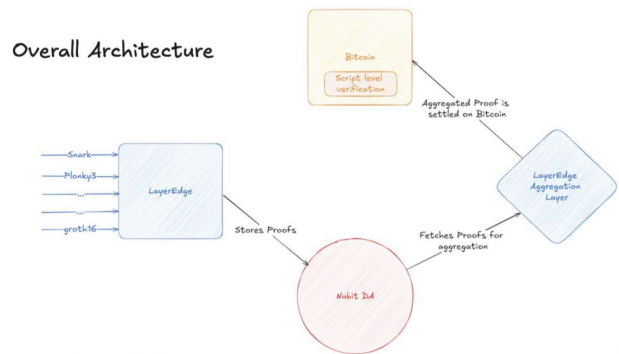 Overall Architecture
Bitcoin
Script level
verification
Aggregated Proof is
settled on Bitcoin
Snark
Plonky3
...
...
groth16
LayerEdge
LayerEdge
Aggregation
Layer
Stores Proofs
Fetches Proofs for
aggregation
Nubit DA